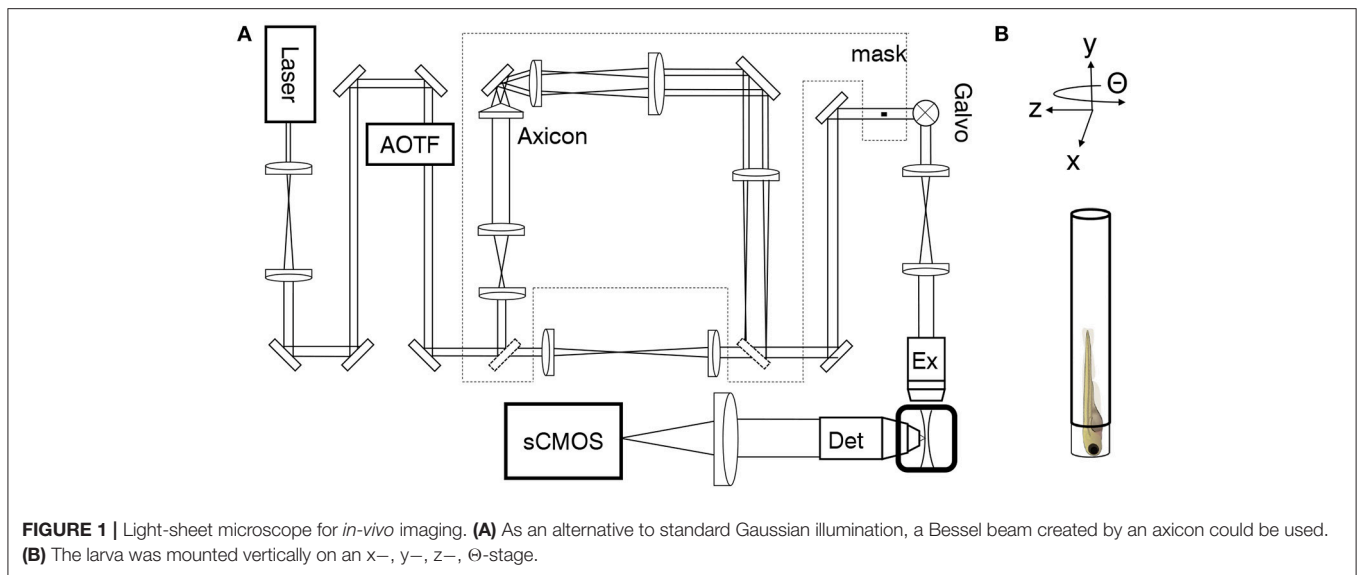 A
Laser
AOTF
Axicon
mask
Galvo
Ex
Det
sCMOS
B
y
Θ
z
x
FIGURE 1 | Light-sheet microscope for in-vivo imaging. (A) As an alternative to standard Gaussian illumination, a Bessel beam created by an axicon could be used.
(B) The larva was mounted vertically on an x−, y−, z−, Θ-stage.